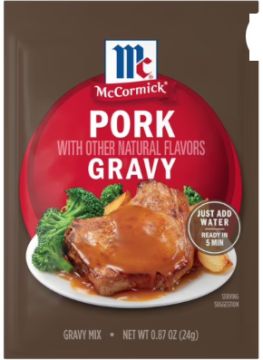 Mc
McCormick®
PORK
WITH OTHER NATURAL FLAVORS
GRAVY
JUST ADD
WATER
READY IN
5 MIN
SERVING
SUGGESTION
GRAVY MIX • NET WT 0.87 OZ (24g)